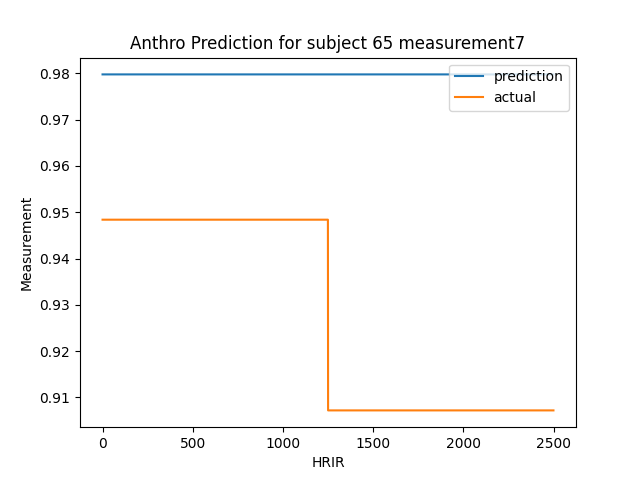 Anthro Prediction for subject 65 measurement7
0.98
0.97
0.96
0.95
0.94
0.93
0.92
0.91
Measurement
prediction
actual
0 500 1000 1500 2000 2500
HRIR